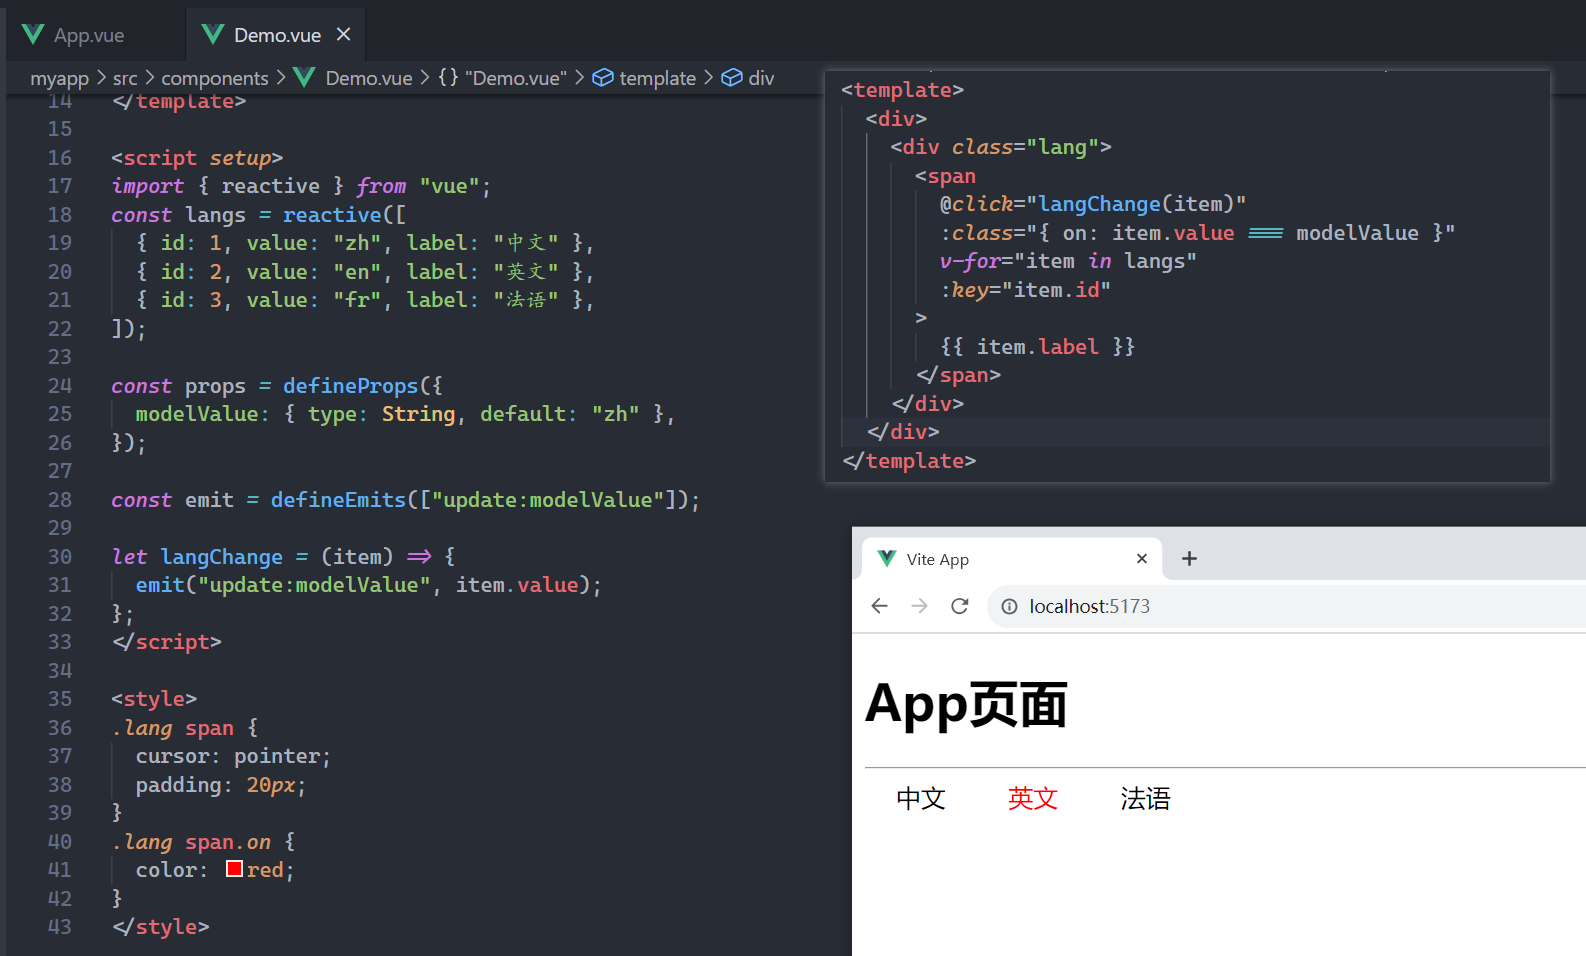 App.vue
Demo.vue
myapp > src > components > Demo.vue > {} "Demo.vue" > template > div
14 </template>
15
16 <script setup>
17 import { reactive } from "vue";
18 const langs = reactive([
19   { id: 1, value: "zh", label: "中文" },
20   { id: 2, value: "en", label: "英文" },
21   { id: 3, value: "fr", label: "法语" },
22 ]);
23
24 const props = defineProps({
25   modelValue: { type: String, default: "zh" },
26 });
27
28 const emit = defineEmits(["update:modelValue"]);
29
30 let langChange = (item) => {
31   emit("update:modelValue", item.value);
32 };
33 </script>
34
35 <style>
36 .lang span {
37   cursor: pointer;
38   padding: 20px;
39 }
40 .lang span.on {
41   color: red;
42 }
43 </style>
<template>
  <div>
    <div class="lang">
      <span
        @click="langChange(item)"
        :class="{ on: item.value === modelValue }"
        v-for="item in langs"
        :key="item.id"
      >
        {{ item.label }}
      </span>
    </div>
  </div>
</template>
Vite App
localhost:5173
App页面
中文 英文 法语